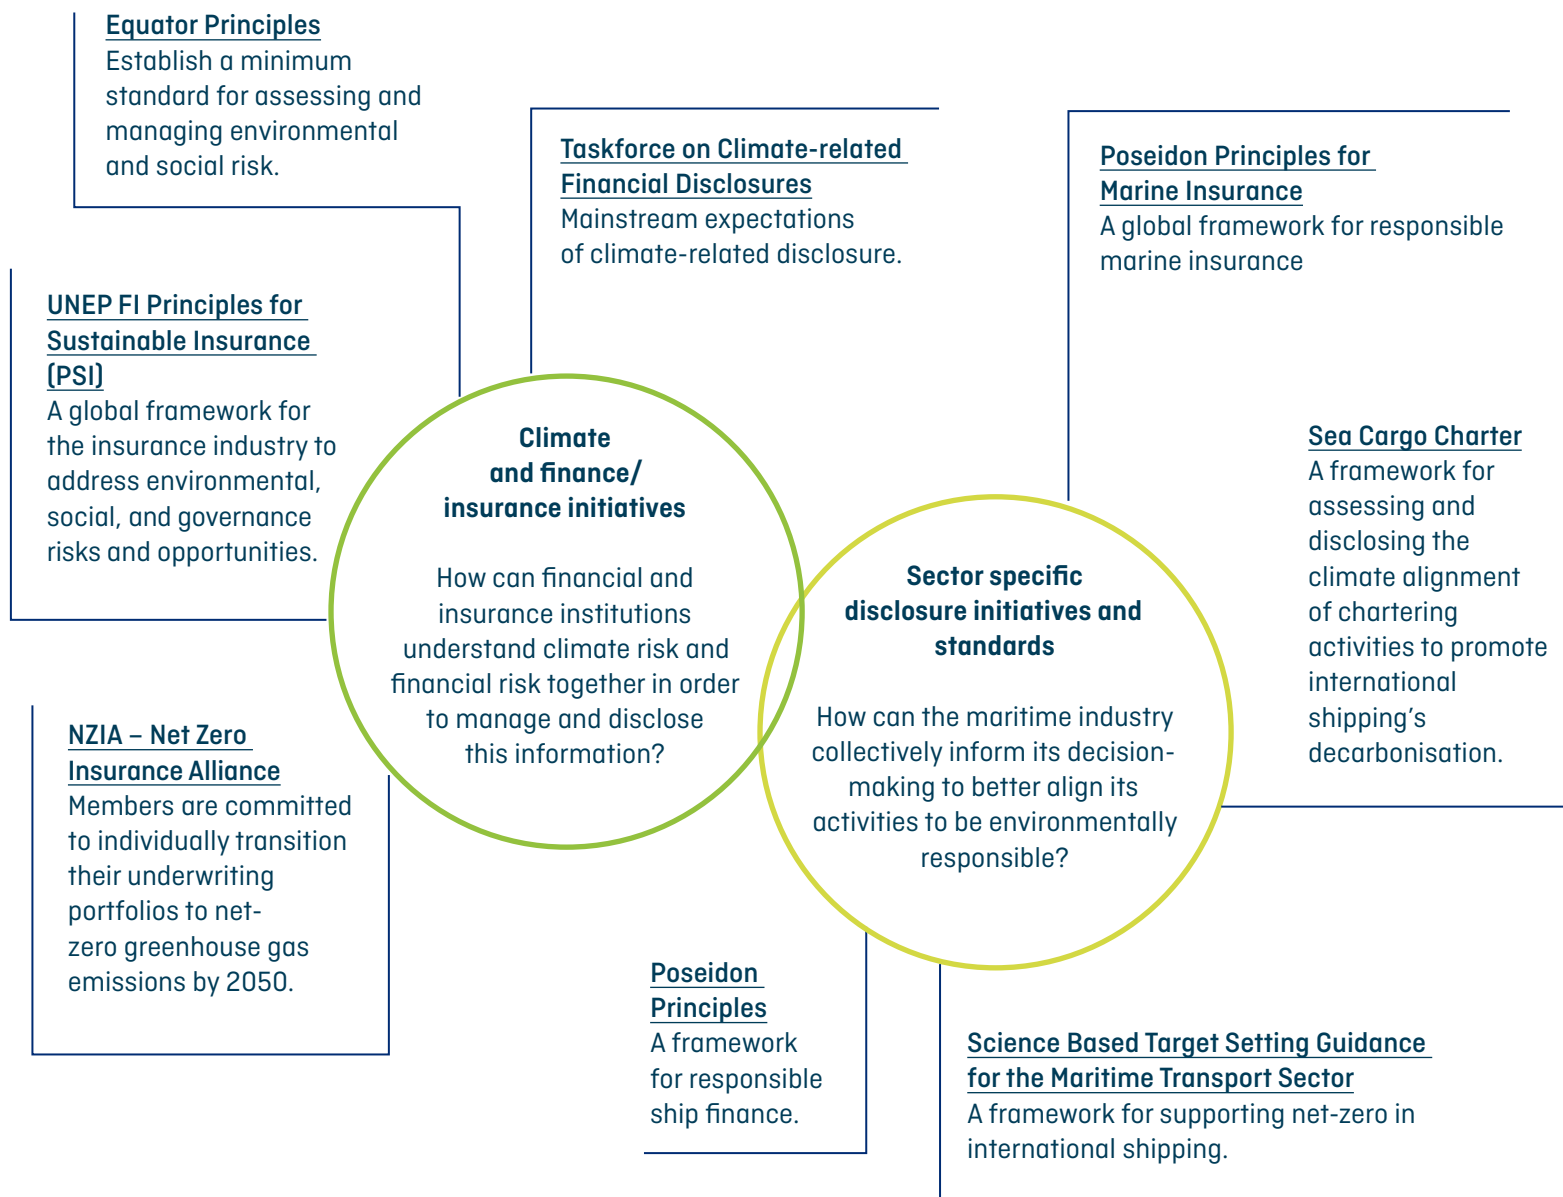 Equator Principles
Establish a minimum
standard for assessing and
managing environmental
and social risk.
Taskforce on Climate-related
Financial Disclosures
Mainstream expectations
of climate-related disclosure.
Poseidon Principles for
Marine Insurance
A global framework for responsible
marine insurance
UNEP FI Principles for
Sustainable Insurance
(PSI)
A global framework for
the insurance industry to
address environmental,
social, and governance
risks and opportunities.
Climate
and finance/
insurance initiatives
How can financial and
insurance institutions
understand climate risk and
financial risk together in order
to manage and disclose
this information?
Sea Cargo Charter
A framework for
assessing and
disclosing the
climate alignment
of chartering
activities to promote
international
shipping's
decarbonisation.
Sector specific
disclosure initiatives and
standards
How can the maritime industry
collectively inform its decision-
making to better align its
activities to be environmentally
responsible?
NZIA – Net Zero
Insurance Alliance
Members are committed
to individually transition
their underwriting
portfolios to net-
zero greenhouse gas
emissions by 2050.
Poseidon
Principles
A framework
for responsible
ship finance.
Science Based Target Setting Guidance
for the Maritime Transport Sector
A framework for supporting net-zero in
international shipping.